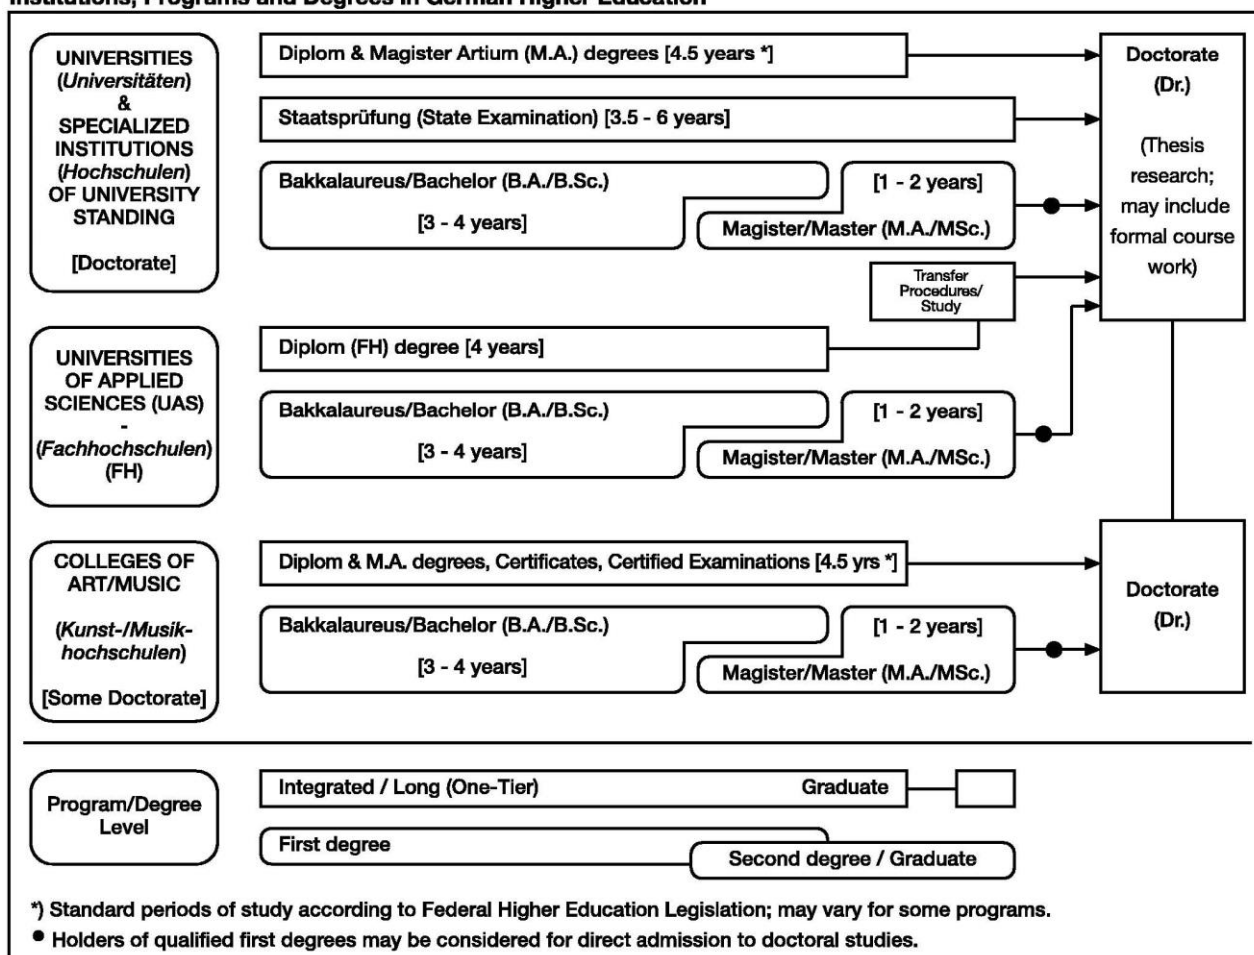 Institutions, Programs and Degrees in German Higher Education
UNIVERSITIES
(Universitäten)
&
SPECIALIZED
INSTITUTIONS
(Hochschulen)
OF UNIVERSITY
STANDING
[Doctorate]
Diplom & Magister Artium (M.A.) degrees [4.5 years *]
Staatsprüfung (State Examination) [3.5 - 6 years]
Bakkalaureus/Bachelor (B.A./B.Sc.)
[3 - 4 years]
[1 - 2 years]
Magister/Master (M.A./MSc.)
Transfer
Procedures/
Study
Doctorate
(Dr.)
(Thesis
research;
may include
formal course
work)
UNIVERSITIES
OF APPLIED
SCIENCES (UAS)
-
(Fachhochschulen)
(FH)
Diplom (FH) degree [4 years]
Bakkalaureus/Bachelor (B.A./B.Sc.)
[3 - 4 years]
[1 - 2 years]
Magister/Master (M.A./MSc.)
COLLEGES OF
ART/MUSIC
(Kunst-/Musik-
hochschulen)
[Some Doctorate]
Diplom & M.A. degrees, Certificates, Certified Examinations [4.5 yrs *]
Bakkalaureus/Bachelor (B.A./B.Sc.)
[3 - 4 years]
[1 - 2 years]
Magister/Master (M.A./MSc.)
Doctorate
(Dr.)
Program/Degree
Level
Integrated / Long (One-Tier) Graduate
First degree
Second degree / Graduate
*) Standard periods of study according to Federal Higher Education Legislation; may vary for some programs.
● Holders of qualified first degrees may be considered for direct admission to doctoral studies.